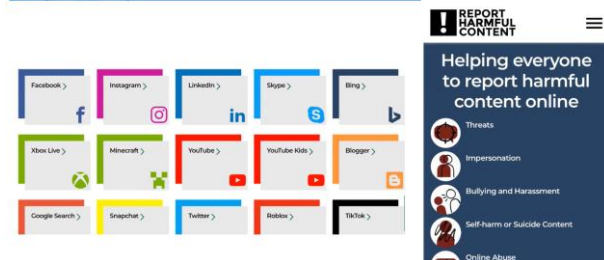 Facebook >
Instagram >
LinkedIn >
Skype >
Bing >
Xbox Live >
Minecraft >
YouTube >
YouTube Kids >
Blogger >
Google Search >
Snapchat >
Twitter >
Roblox >
TikTok >
REPORT
HARMFUL
CONTENT
Helping everyone
to report harmful
content online
Threats
Impersonation
Bullying and Harassment
Self-harm or Suicide Content
Online Abuse